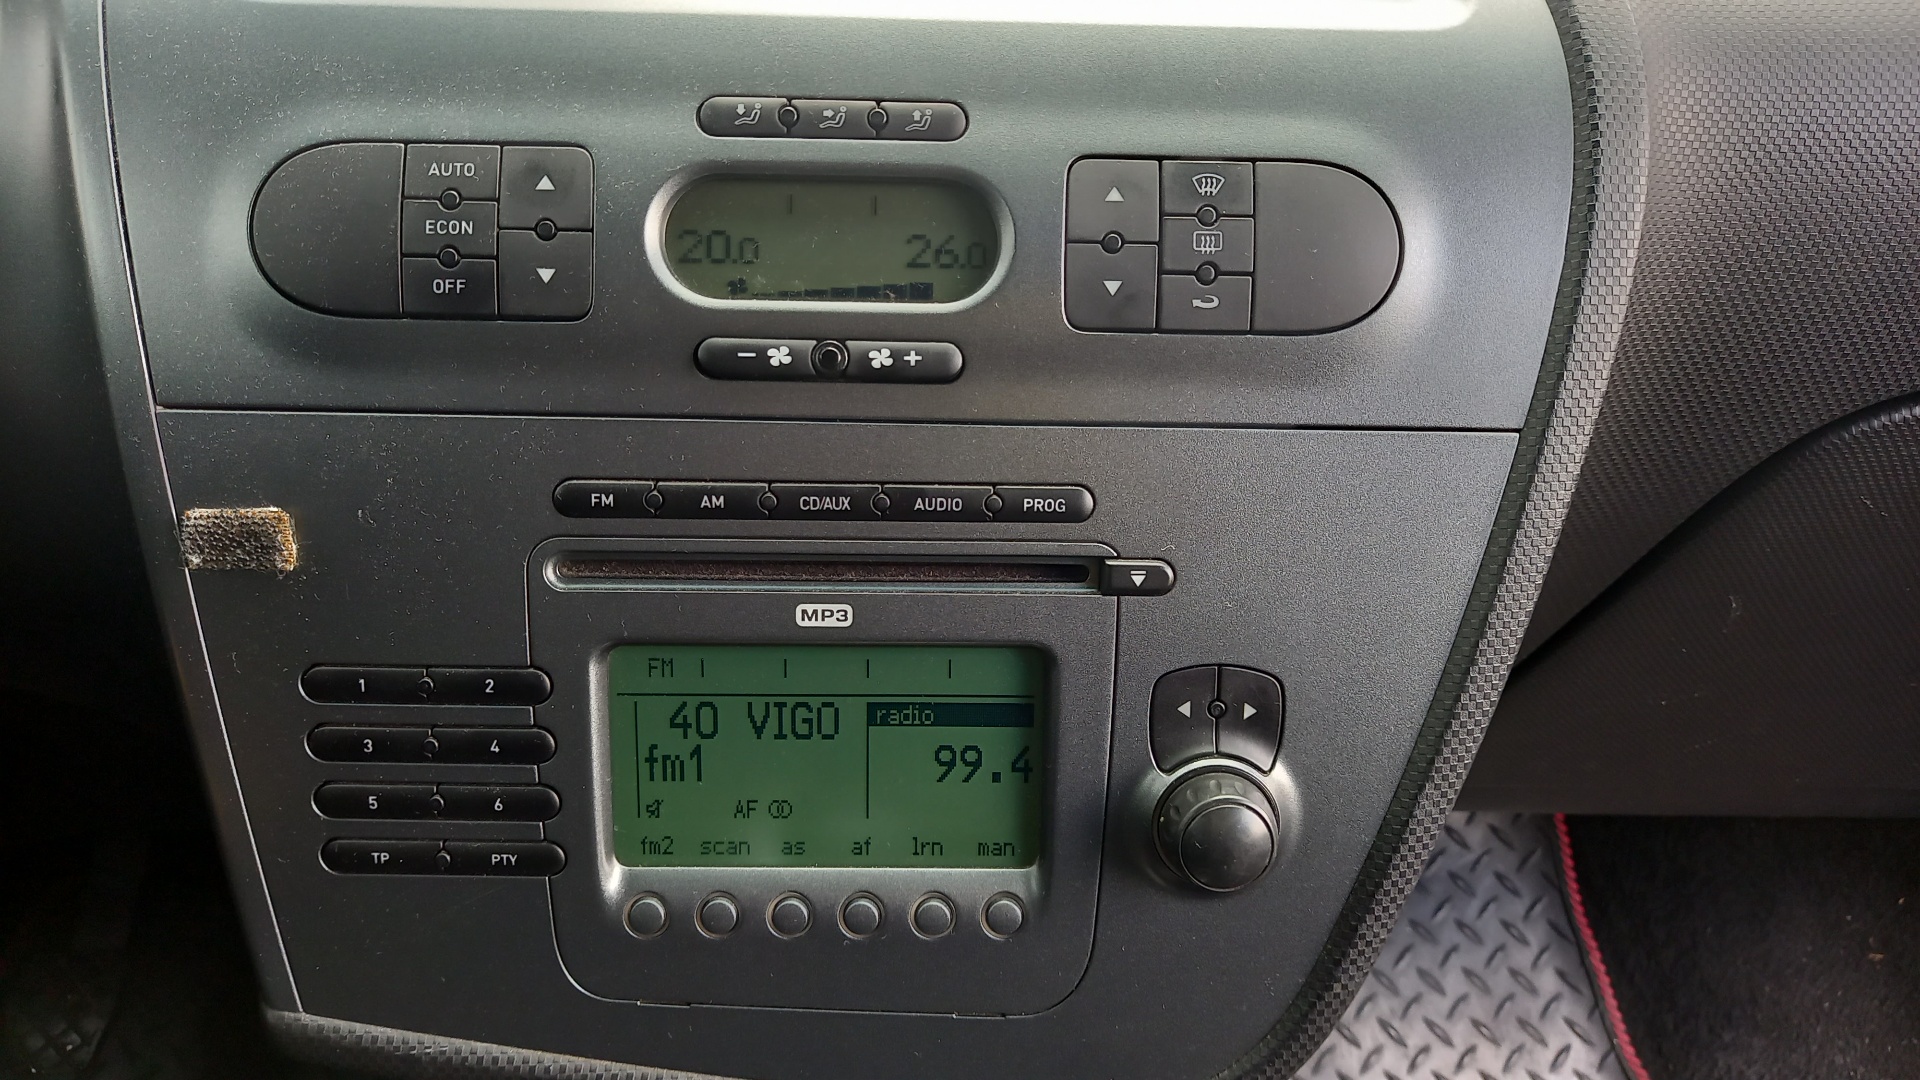 AUTO
ECON
OFF
20.0 26.0
− +
FM AM CD/AUX AUDIO PROG
MP3
1 2
3 4
5 6
TP PTY
FM
40 VIGO radio
fm1 99.4
AF
fm2 scan as af lrn man